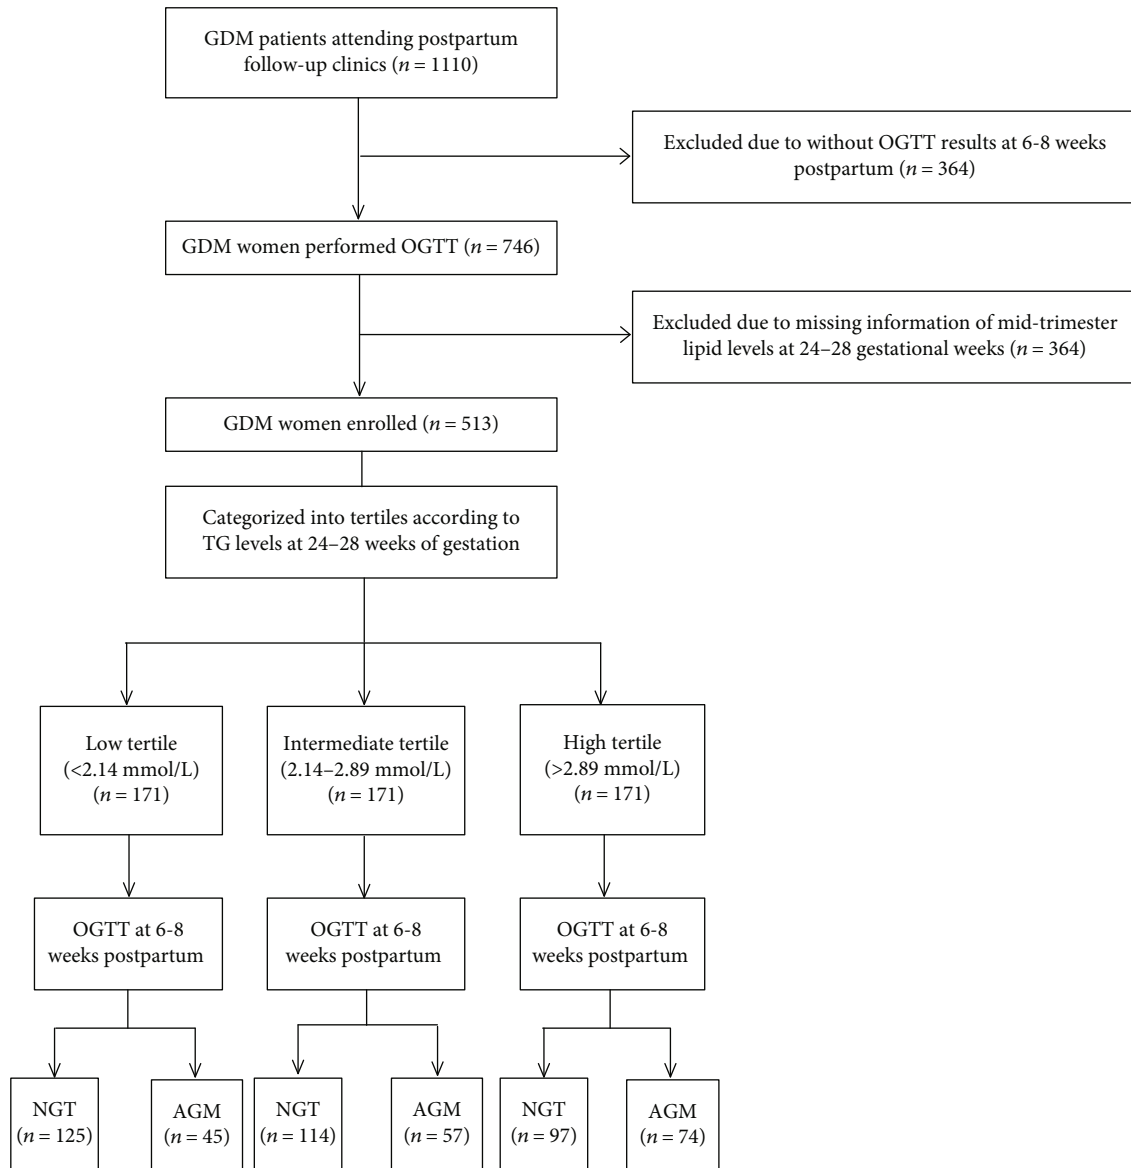 GDM patients attending postpartum
follow-up clinics (n = 1110)
Excluded due to without OGTT results at 6-8 weeks
postpartum (n = 364)
GDM women performed OGTT (n = 746)
Excluded due to missing information of mid-trimester
lipid levels at 24–28 gestational weeks (n = 364)
GDM women enrolled (n = 513)
Categorized into tertiles according to
TG levels at 24–28 weeks of gestation
Low tertile
(<2.14 mmol/L)
(n = 171)
Intermediate tertile
(2.14–2.89 mmol/L)
(n = 171)
High tertile
(>2.89 mmol/L)
(n = 171)
OGTT at 6-8
weeks postpartum
OGTT at 6-8
weeks postpartum
OGTT at 6-8
weeks postpartum
NGT
(n = 125)
AGM
(n = 45)
NGT
(n = 114)
AGM
(n = 57)
NGT
(n = 97)
AGM
(n = 74)